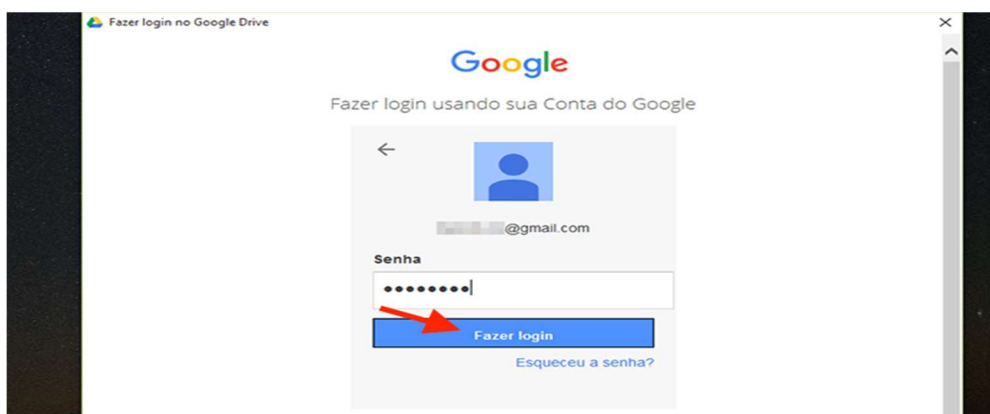 Fazer login no Google Drive
Google
Fazer login usando sua Conta do Google
@gmail.com
Senha
Fazer login
Esqueceu a senha?